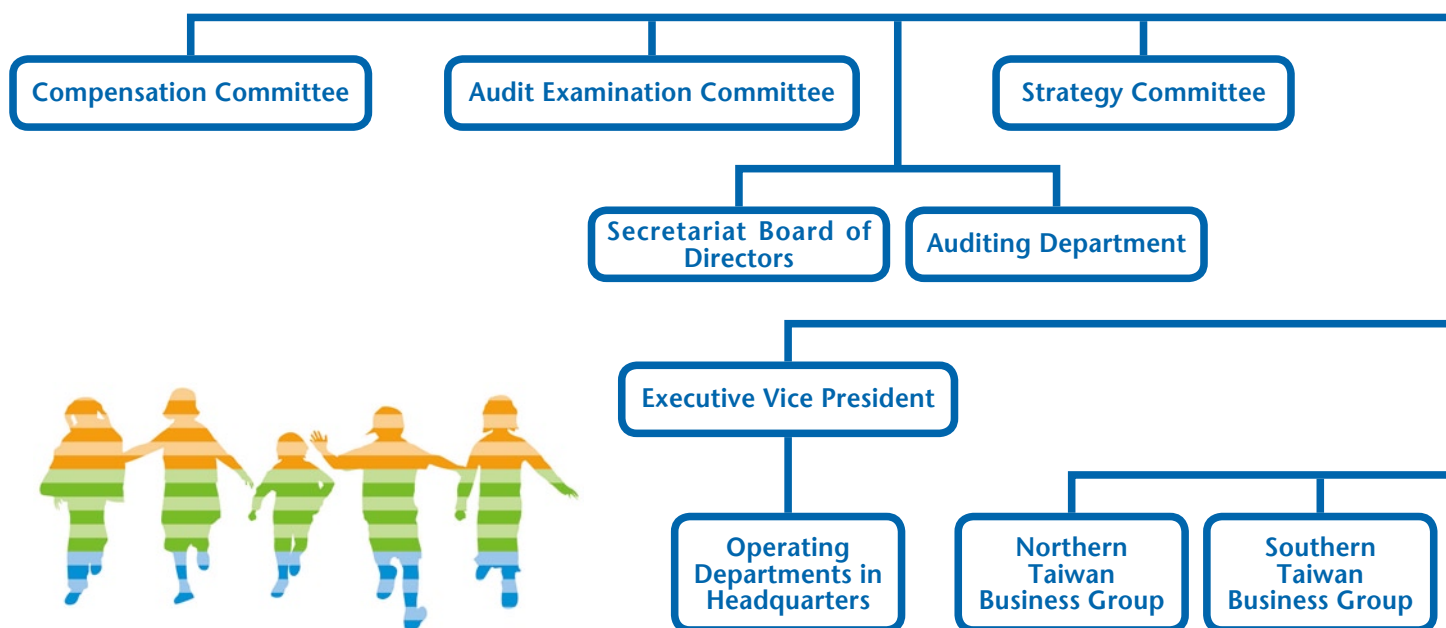 Compensation Committee
Audit Examination Committee
Strategy Committee
Secretariat Board of
Directors
Auditing Department
Executive Vice President
Operating
Departments in
Headquarters
Northern
Taiwan
Business Group
Southern
Taiwan
Business Group